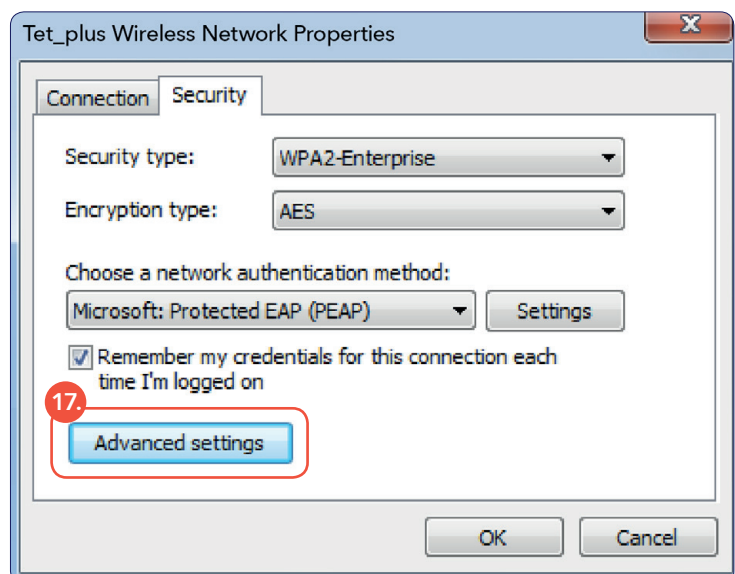 Tet_plus Wireless Network Properties
X
Connection Security
Security type: WPA2-Enterprise
Encryption type: AES
Choose a network authentication method:
Microsoft: Protected EAP (PEAP) Settings
Remember my credentials for this connection each
time I'm logged on
17.
Advanced settings
OK Cancel